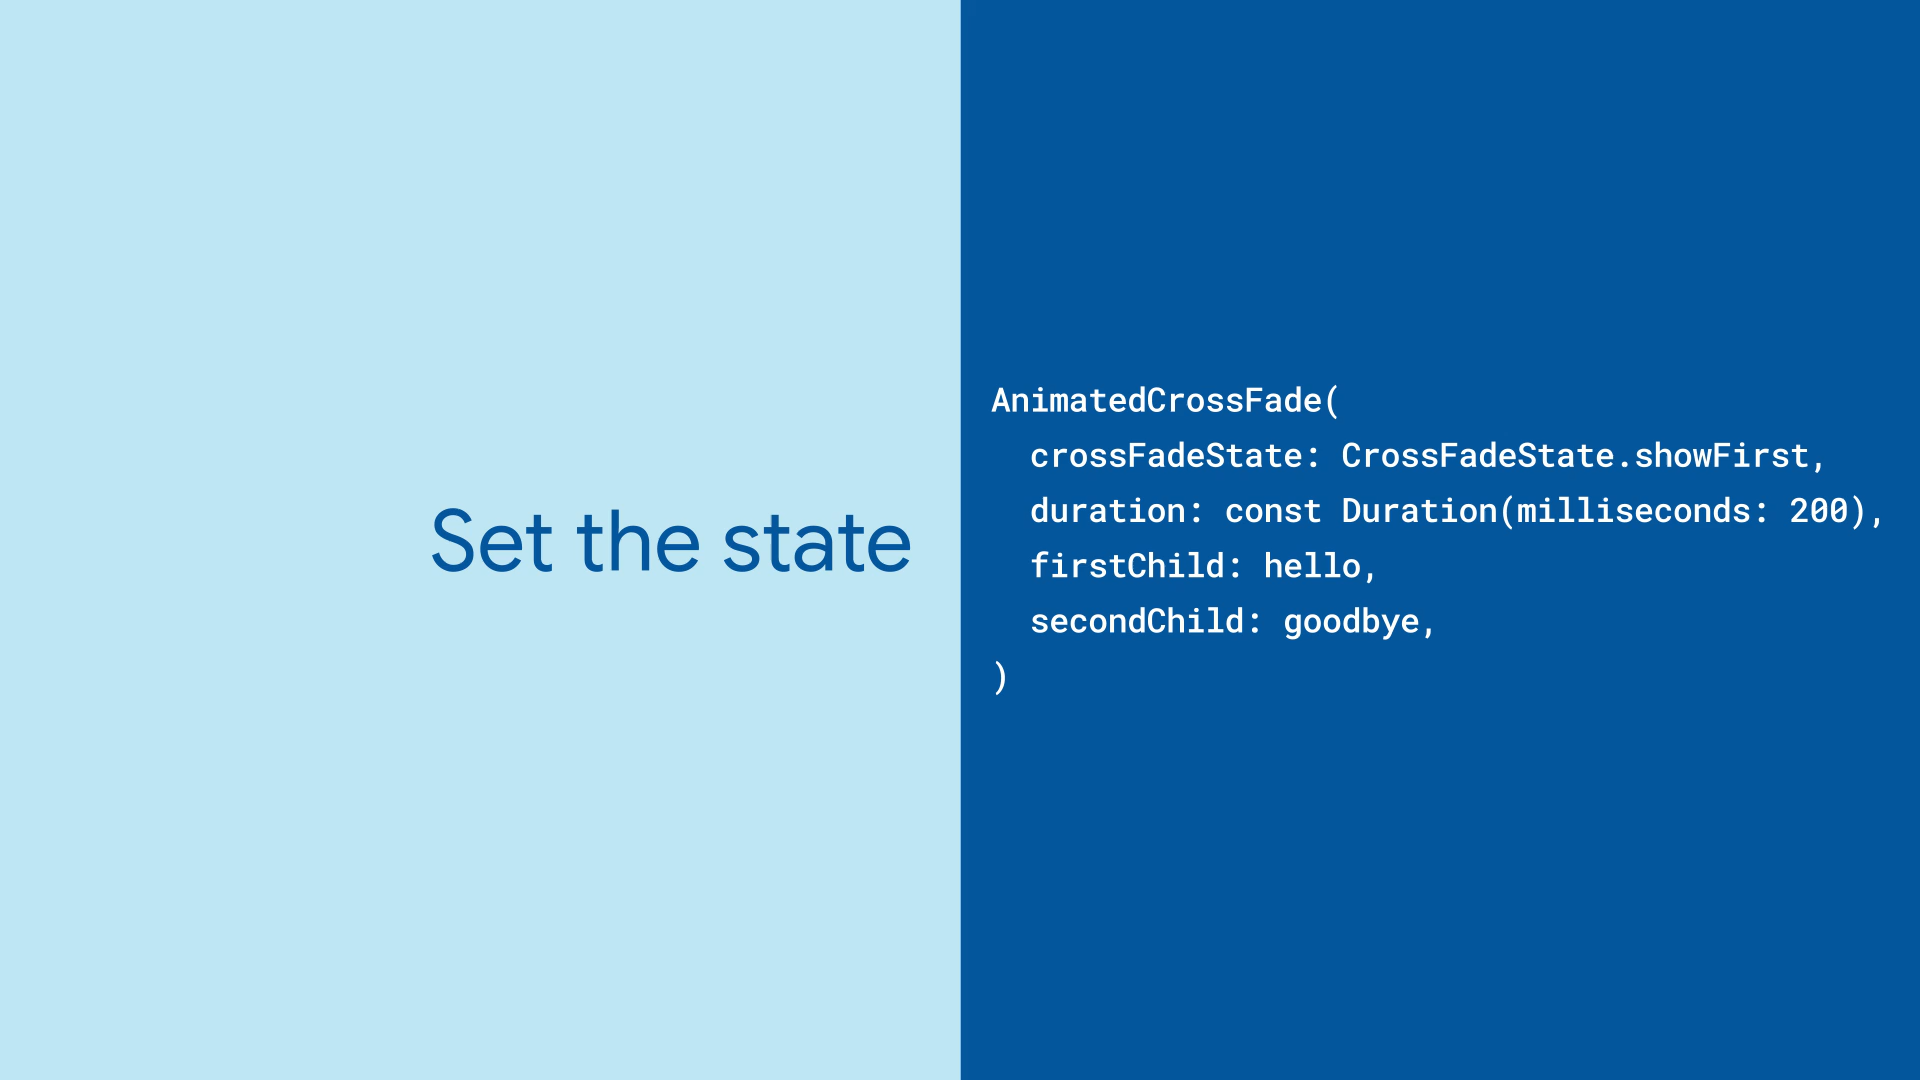 Set the state
AnimatedCrossFade(
  crossFadeState: CrossFadeState.showFirst,
  duration: const Duration(milliseconds: 200),
  firstChild: hello,
  secondChild: goodbye,
)